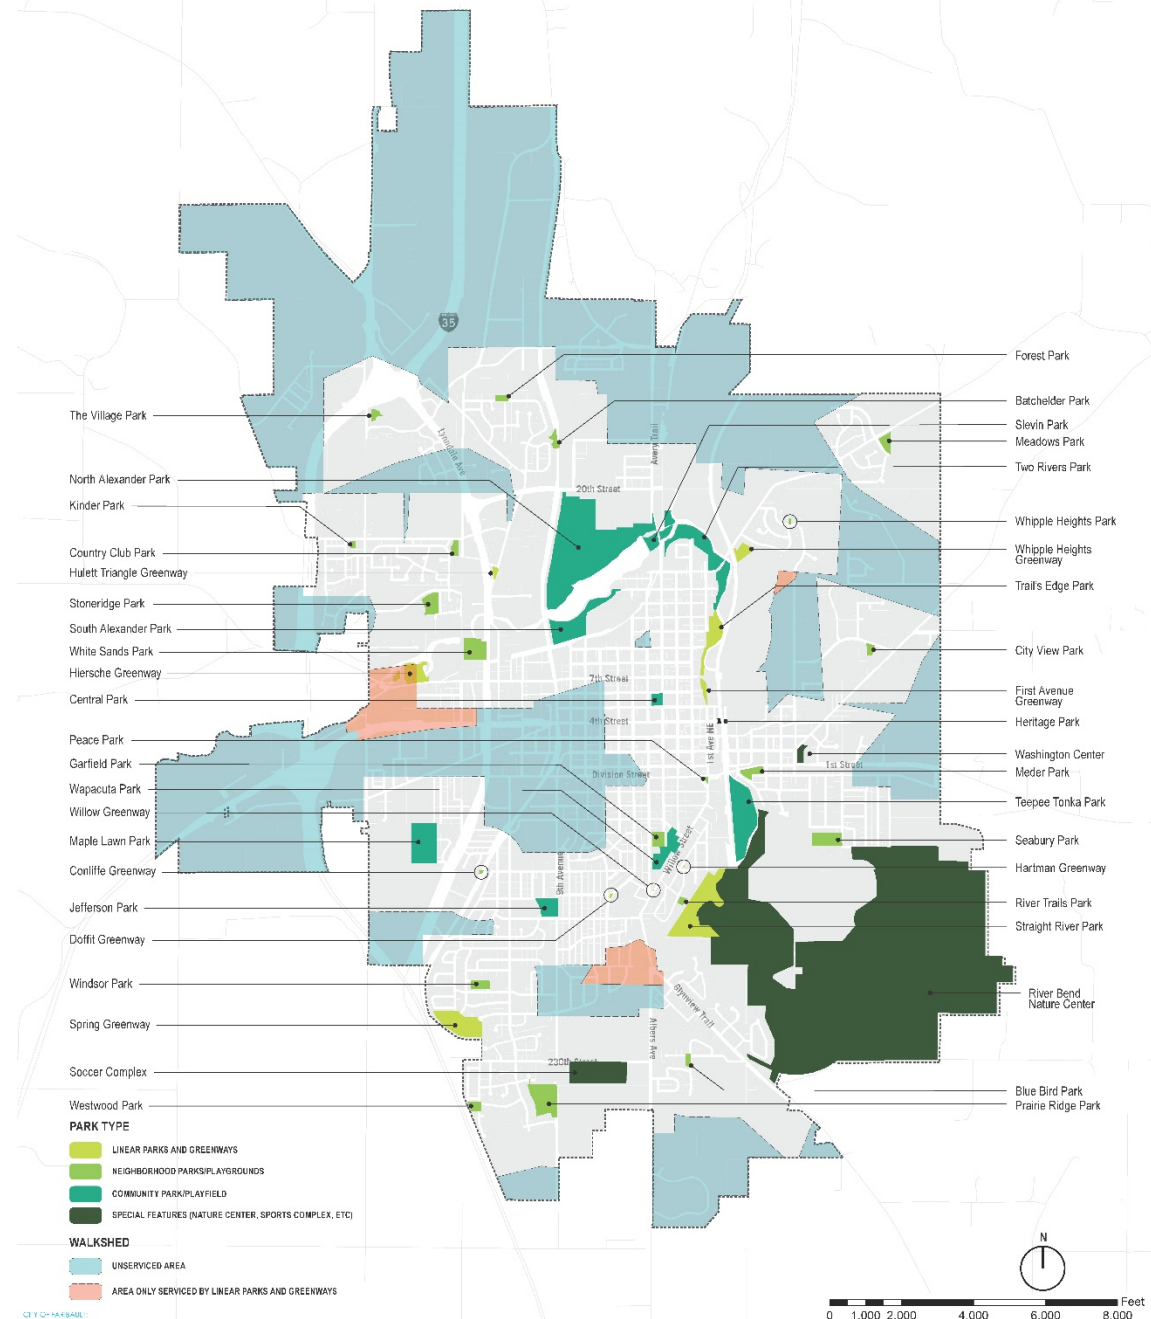 35
Forest Park
Batchelder Park
Slevin Park
Meadows Park
Two Rivers Park
Whipple Heights Park
Whipple Heights
Greenway
Trail's Edge Park
City View Park
First Avenue
Greenway
Heritage Park
Washington Center
Meder Park
Teepee Tonka Park
Seabury Park
Hartman Greenway
River Trails Park
Straight River Park
River Bend
Nature Center
Blue Bird Park
Prairie Ridge Park
The Village Park
North Alexander Park
Kinder Park
Country Club Park
Hulett Triangle Greenway
Stoneridge Park
South Alexander Park
White Sands Park
Hiersche Greenway
Central Park
Peace Park
Garfield Park
Wapacuta Park
Willow Greenway
Maple Lawn Park
Conliffe Greenway
Jefferson Park
Doffit Greenway
Windsor Park
Spring Greenway
Soccer Complex
Westwood Park
Lyndale Ave
Avery Trail
20th Street
7th Street
4th Street
1st Ave NE
Division Street
1st Street
Willow Street
9th Avenue
Glynview Trail
Albers Ave
230th Street
PARK TYPE
LINEAR PARKS AND GREENWAYS
NEIGHBORHOOD PARKS/PLAYGROUNDS
COMMUNITY PARK/PLAYFIELD
SPECIAL FEATURES (NATURE CENTER, SPORTS COMPLEX, ETC)
WALKSHED
UNSERVICED AREA
AREA ONLY SERVICED BY LINEAR PARKS AND GREENWAYS
CITY OF FARIBAULT
N
Feet
0 1,000 2,000 4,000 6,000 8,000